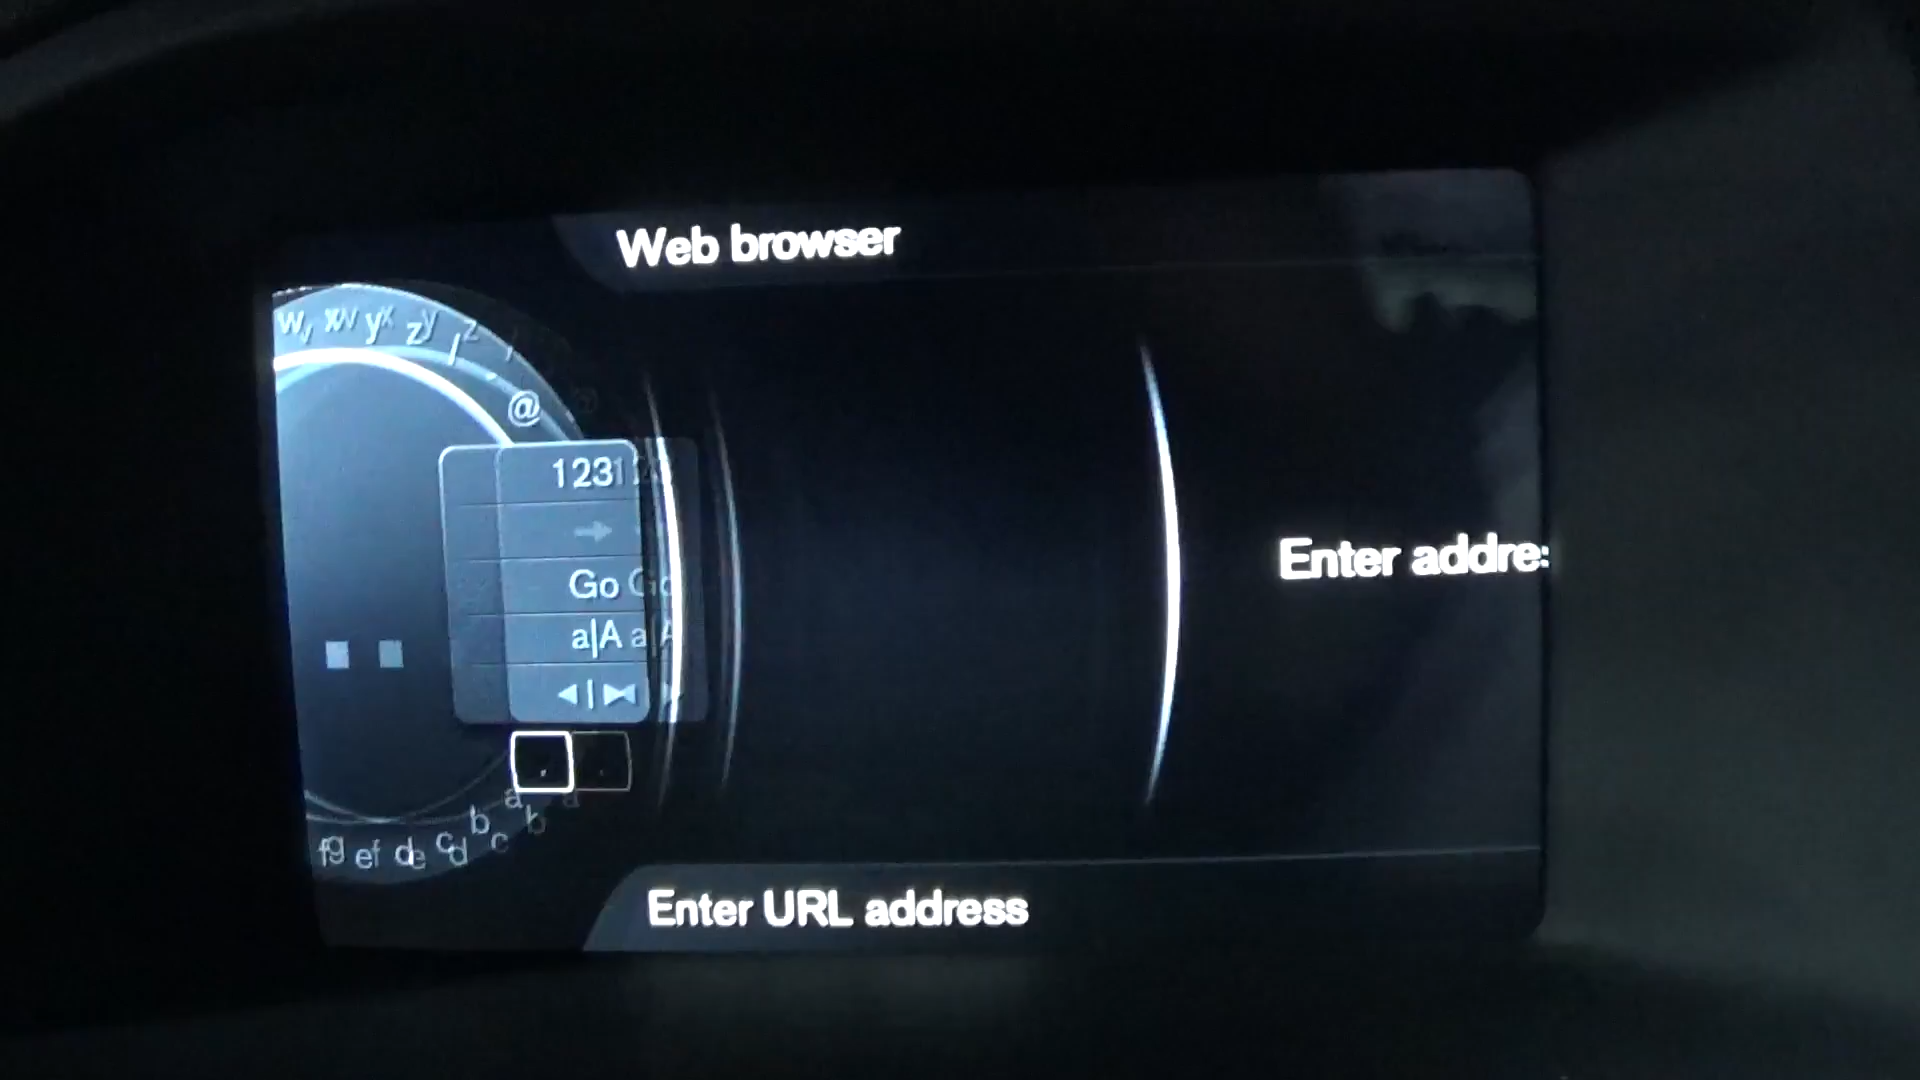 Web browser
w x y z / . @
123
Go
a|A
a b c d e f g
Enter addre
Enter URL address